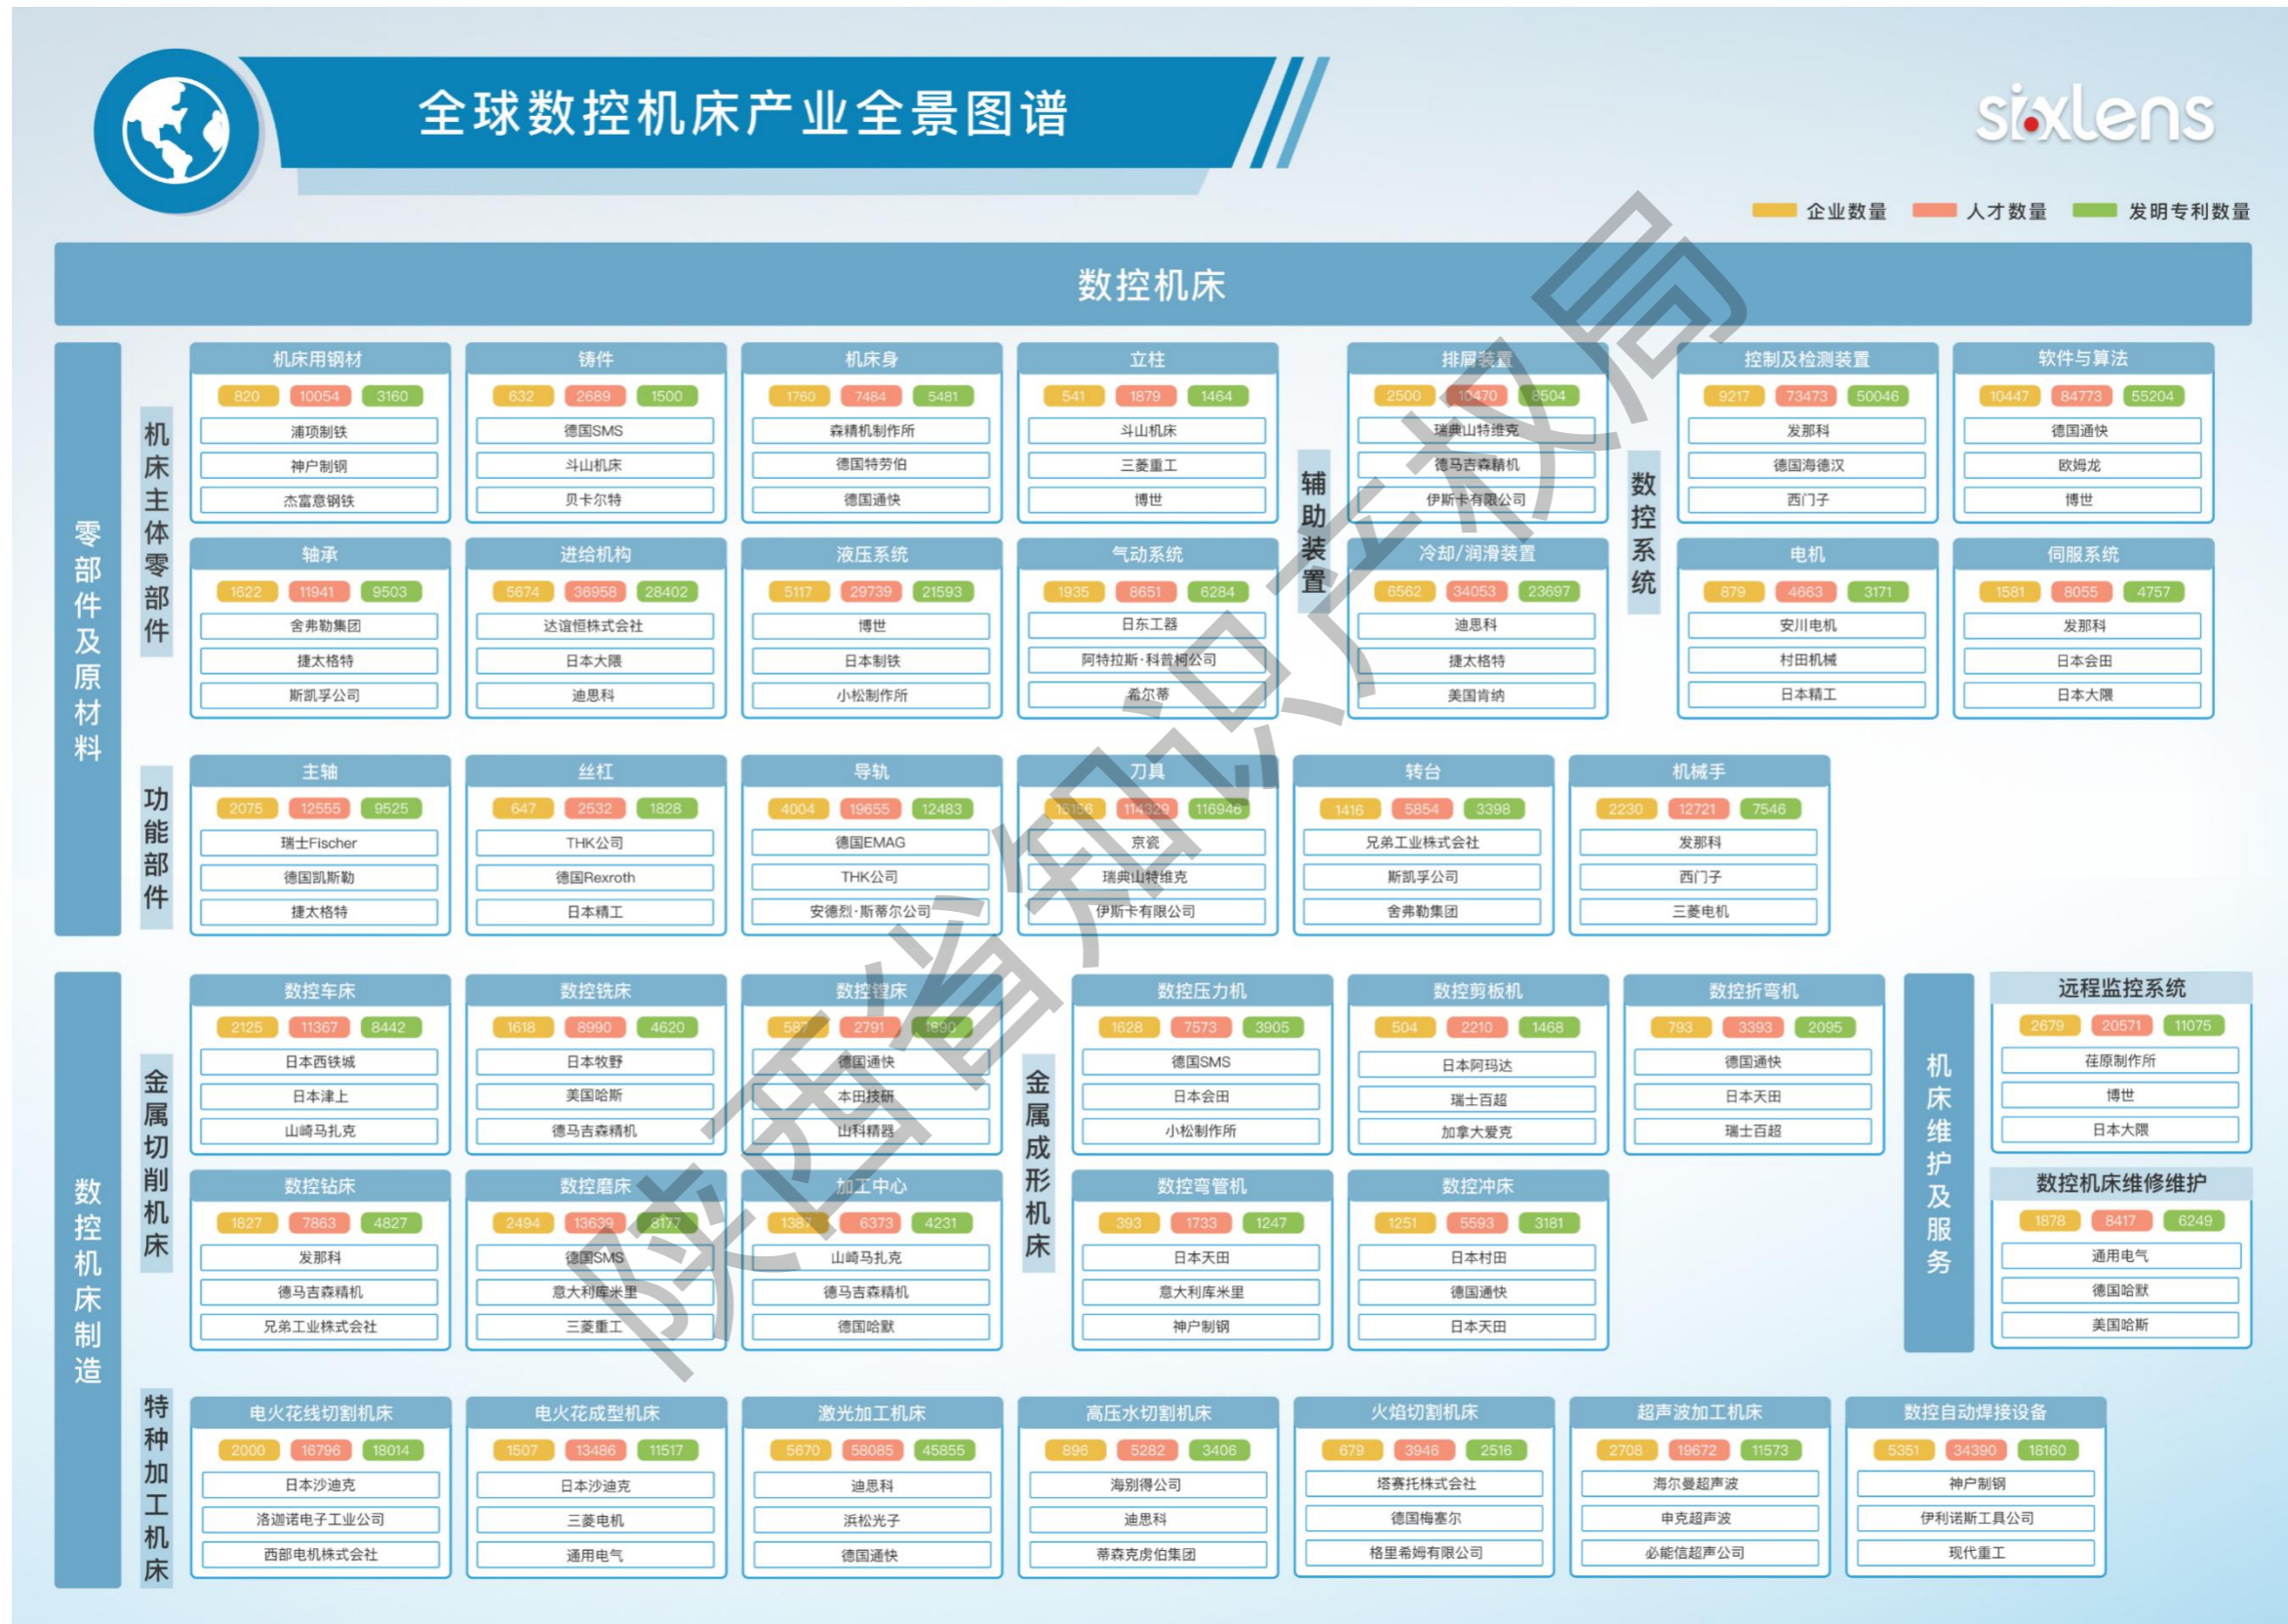 全球数控机床产业全景图谱
sixlens
企业数量 人才数量 发明专利数量
数控机床
零部件及原材料
机床主体零部件
机床用钢材
820 10054 3160
浦项制铁
神户制钢
杰富意钢铁
铸件
632 2689 1500
德国SMS
斗山机床
贝卡尔特
机床身
1760 7484 5481
森精机制作所
德国特劳伯
德国通快
立柱
541 1879 1464
斗山机床
三菱重工
博世
轴承
1622 11941 9503
舍弗勒集团
捷太格特
斯凯孚公司
进给机构
5674 36958 28402
达谊恒株式会社
日本大隈
迪思科
液压系统
5117 29739 21593
博世
日本制铁
小松制作所
气动系统
1935 8651 6284
日东工器
阿特拉斯·科普柯公司
希尔蒂
辅助装置
排屑装置
2500 10470 8504
瑞典山特维克
德马吉森精机
伊斯卡有限公司
冷却/润滑装置
6562 34053 23697
迪思科
捷太格特
美国肯纳
数控系统
控制及检测装置
9217 73473 50046
发那科
德国海德汉
西门子
软件与算法
10447 84773 55204
德国通快
欧姆龙
博世
电机
879 4663 3171
安川电机
村田机械
日本精工
伺服系统
1581 8055 4757
发那科
日本会田
日本大隈
功能部件
主轴
2075 12555 9525
瑞士Fischer
德国凯斯勒
捷太格特
丝杠
647 2532 1828
THK公司
德国Rexroth
日本精工
导轨
4004 19655 12483
德国EMAG
THK公司
安德烈·斯蒂尔公司
刀具
114329 116946
京瓷
瑞典山特维克
伊斯卡有限公司
转台
1416 5854 3398
兄弟工业株式会社
斯凯孚公司
舍弗勒集团
机械手
2230 12721 7546
发那科
西门子
三菱电机
数控机床制造
金属切削机床
数控车床
2125 11367 8442
日本西铁城
日本津上
山崎马扎克
数控铣床
1618 8990 4620
日本牧野
美国哈斯
德马吉森精机
数控镗床
587 2791 1890
德国通快
本田技研
山科精器
数控钻床
1827 7863 4827
发那科
德马吉森精机
兄弟工业株式会社
数控磨床
2494 13639 8177
德国SMS
意大利库米里
三菱重工
加工中心
1387 6373 4231
山崎马扎克
德马吉森精机
德国哈默
金属成形机床
数控压力机
1628 7573 3905
德国SMS
日本会田
小松制作所
数控剪板机
504 2210 1468
日本阿玛达
瑞士百超
加拿大爱克
数控折弯机
793 3393 2095
德国通快
日本天田
瑞士百超
数控弯管机
393 1733 1247
日本天田
意大利库米里
神户制钢
数控冲床
1251 5593 3181
日本村田
德国通快
日本天田
机床维护及服务
远程监控系统
2679 20571 11075
荏原制作所
博世
日本大隈
数控机床维修维护
1878 8417 6249
通用电气
德国哈默
美国哈斯
特种加工机床
电火花线切割机床
2000 16796 18014
日本沙迪克
洛迦诺电子工业公司
西部电机株式会社
电火花成型机床
1507 13486 11517
日本沙迪克
三菱电机
通用电气
激光加工机床
5670 58085 45855
迪思科
浜松光子
德国通快
高压水切割机床
896 5282 3406
海别得公司
迪思科
蒂森克虏伯集团
火焰切割机床
679 3946 2516
塔赛托株式会社
德国梅塞尔
格里希姆有限公司
超声波加工机床
2708 19672 11573
海尔曼超声波
申克超声波
必能信超声公司
数控自动焊接设备
5351 34390 18160
神户制钢
伊利诺斯工具公司
现代重工
陕西省知识产权局